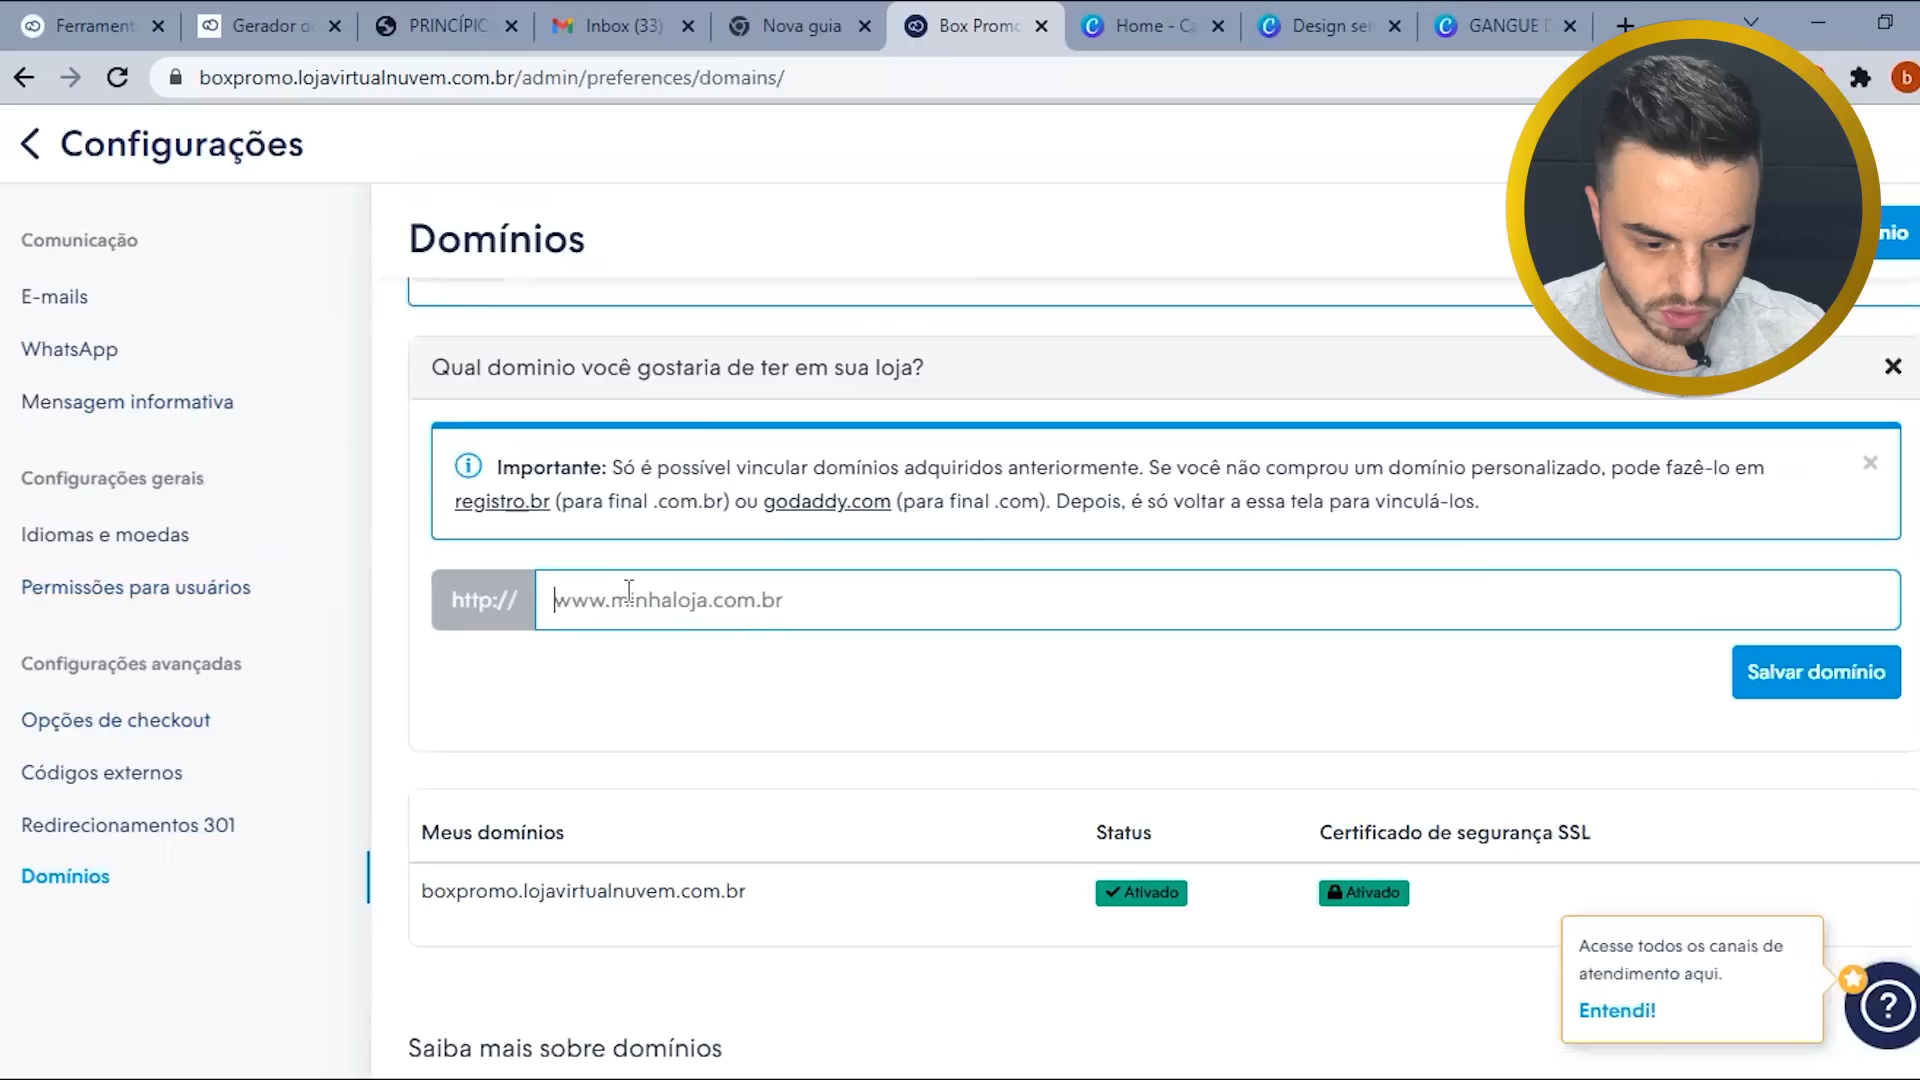 Ferrament
Gerador d
PRINCÍPIO
Inbox (33)
Nova guia
Box Promo
Home - Ca
Design se
GANGUE D
boxpromo.lojavirtualnuvem.com.br/admin/preferences/domains/
b
Configurações
Comunicação
E-mails
WhatsApp
Mensagem informativa
Configurações gerais
Idiomas e moedas
Permissões para usuários
Configurações avançadas
Opções de checkout
Códigos externos
Redirecionamentos 301
Domínios
Domínios
nio
Qual dominio você gostaria de ter em sua loja?
Importante: Só é possível vincular domínios adquiridos anteriormente. Se você não comprou um domínio personalizado, pode fazê-lo em
registro.br (para final .com.br) ou godaddy.com (para final .com). Depois, é só voltar a essa tela para vinculá-los.
http:// www.minhaloja.com.br
Salvar domínio
Meus domínios Status Certificado de segurança SSL
boxpromo.lojavirtualnuvem.com.br Ativado Ativado
Acesse todos os canais de
atendimento aqui.
Entendi!
Saiba mais sobre domínios